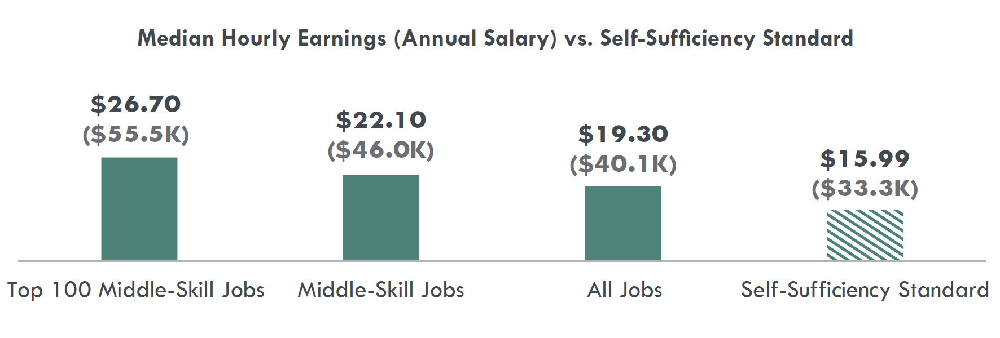 Median Hourly Earnings (Annual Salary) vs. Self-Sufficiency Standard
$26.70
($55.5K)
$22.10
($46.0K)
$19.30
($40.1K)
$15.99
($33.3K)
Top 100 Middle-Skill Jobs
Middle-Skill Jobs
All Jobs
Self-Sufficiency Standard